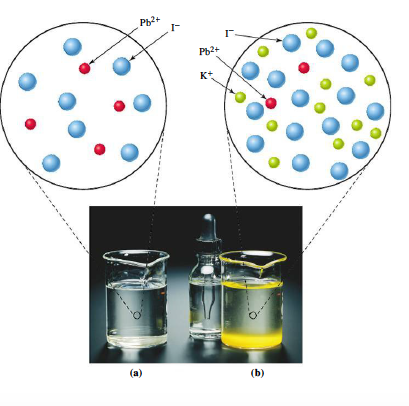 Pb²⁺
I⁻
I⁻
Pb²⁺
K⁺
(a)
(b)